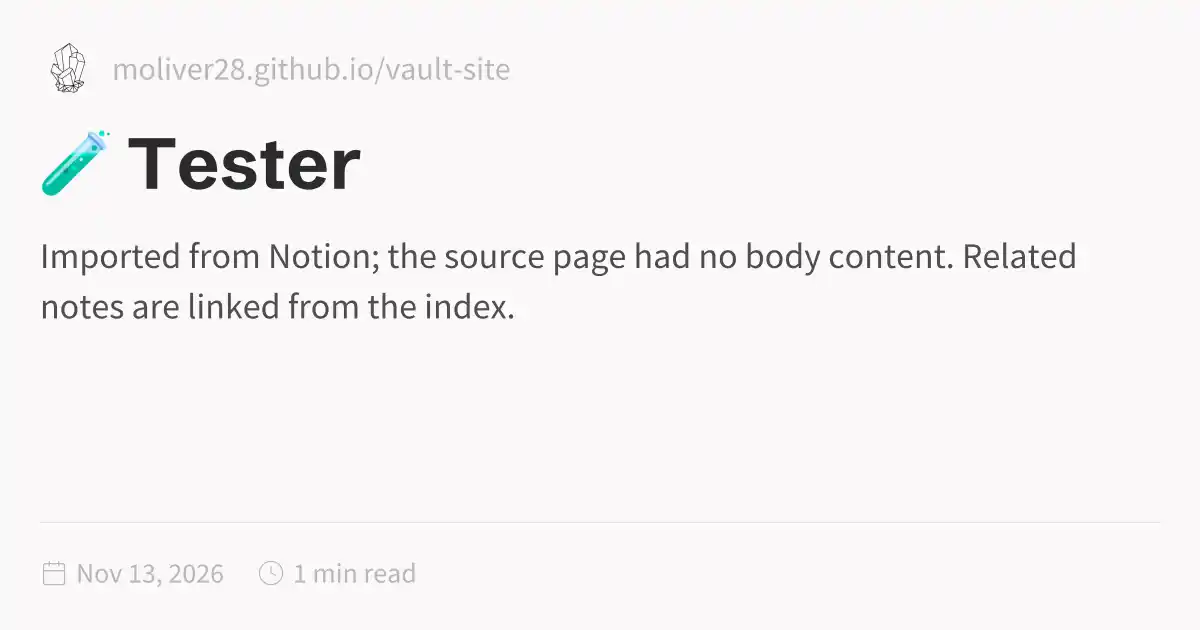 moliver28.github.io/vault-site
🧪 Tester
Imported from Notion; the source page had no body content. Related
notes are linked from the index.
Nov 13, 2026 1 min read